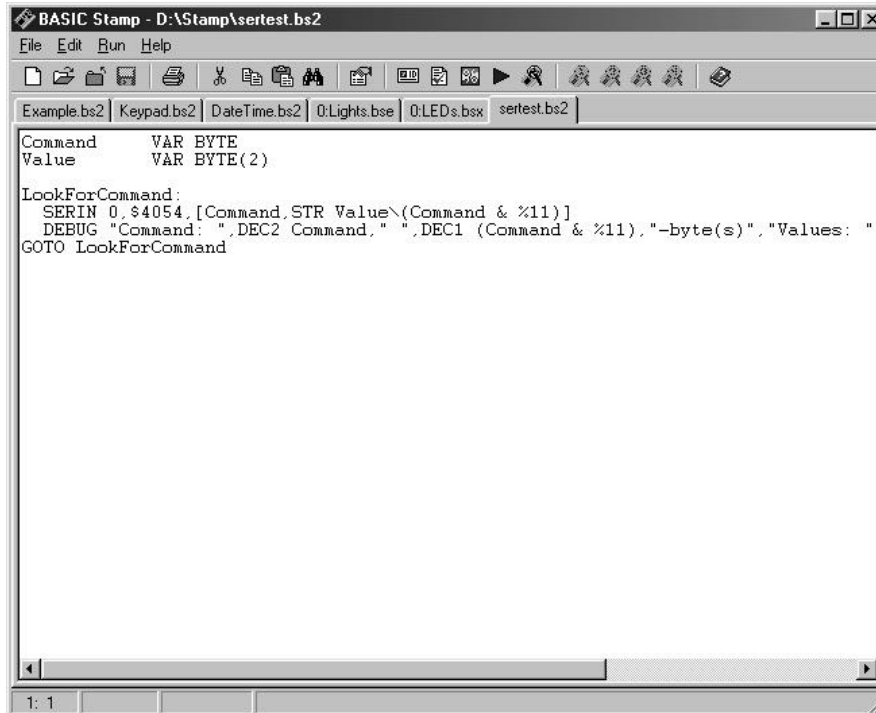 BASIC Stamp - D:\Stamp\sertest.bs2
File Edit Run Help
Example.bs2 Keypad.bs2 DateTime.bs2 0:Lights.bse 0:LEDs.bsx sertest.bs2
Command VAR BYTE
Value VAR BYTE(2)
LookForCommand:
SERIN 0,$4054,[Command,STR Value\(Command & %11)]
DEBUG "Command: ",DEC2 Command," ",DEC1 (Command & %11),"-byte(s)","Values: "
GOTO LookForCommand
1: 1